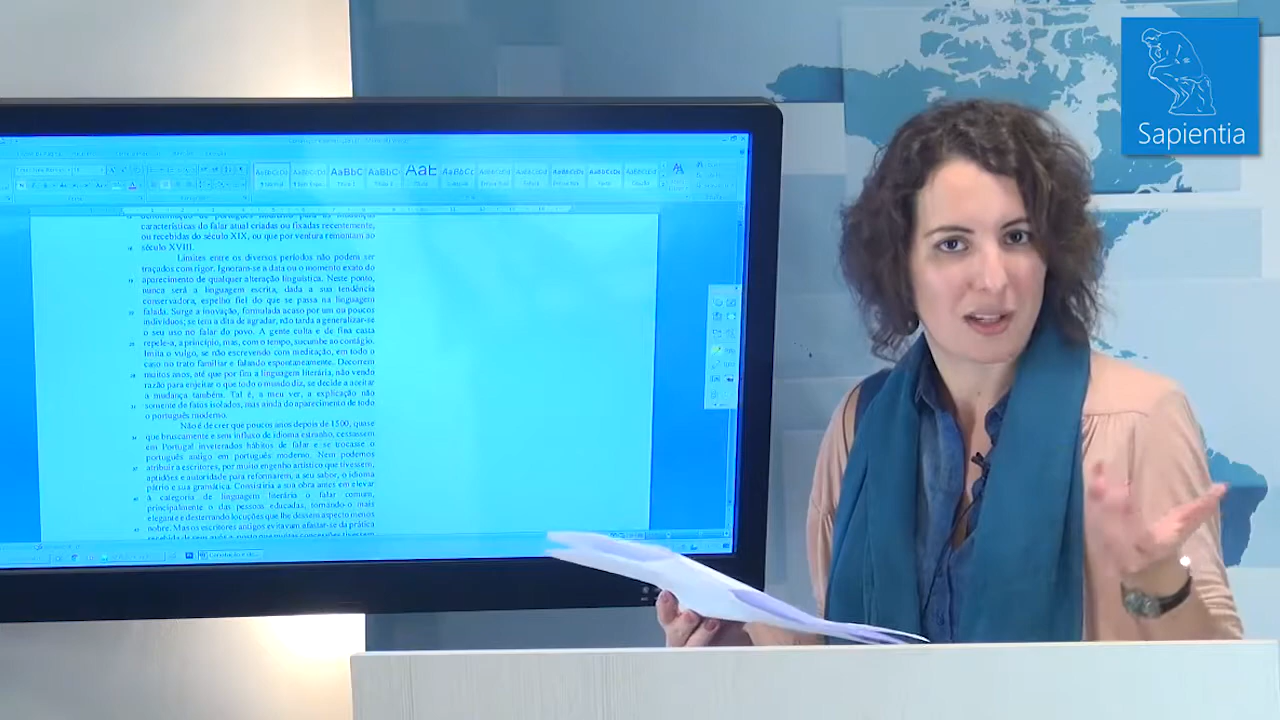 Sapientia
AaBbCcDc AaBbCcDc AaBbC AaBbCc AaB AaBbCc AaBbCcDd AaBbCcDd AaBbCcDc AaBbCcDc AaBbCcDd
características do falar atual criadas ou fixadas recentemente,
ou recebidas do século XIX, ou que por ventura remontam ao
século XVIII.
Limites entre os diversos períodos não podem ser
traçados com rigor. Ignoram-se a data ou o momento exato do
aparecimento de qualquer alteração linguística. Neste ponto,
nunca será a linguagem escrita, dada a sua tendência
conservadora, espelho fiel do que se passa na linguagem
falada. Surge a inovação, formulada acaso por um ou poucos
indivíduos; se tem a dita de agradar, não tarda a generalizar-se
o seu uso no falar do povo. A gente culta e de fina casta
repele-a, a princípio, mas, com o tempo, sucumbe ao contágio.
Imita o vulgo, se não escrevendo com meditação, em todo o
caso no trato familiar e falando espontaneamente. Decorrem
muitos anos, até que por fim a linguagem literária, não vendo
razão para enjeitar o que todo o mundo diz, se decide a aceitar
a mudança também. Tal é, a meu ver, a explicação não
somente de fatos isolados, mas ainda do aparecimento de todo
o português moderno.
Não é de crer que poucos anos depois de 1500, quase
que bruscamente e sem influxo de idioma estranho, cessassem
em Portugal inveterados hábitos de falar e se trocasse o
português antigo em português moderno. Nem podemos
atribuir a escritores, por muito engenho artístico que tivessem,
aptidões e autoridade para reformarem, a seu sabor, o idioma
pátrio e sua gramática. Consistiria a sua obra antes em elevar
à categoria de linguagem literária o falar comum,
principalmente o das pessoas educadas, tornando-o mais
elegante e desterrando locuções que lhe dessem aspecto menos
nobre. Mas os escritores antigos evitavam afastar-se da prática